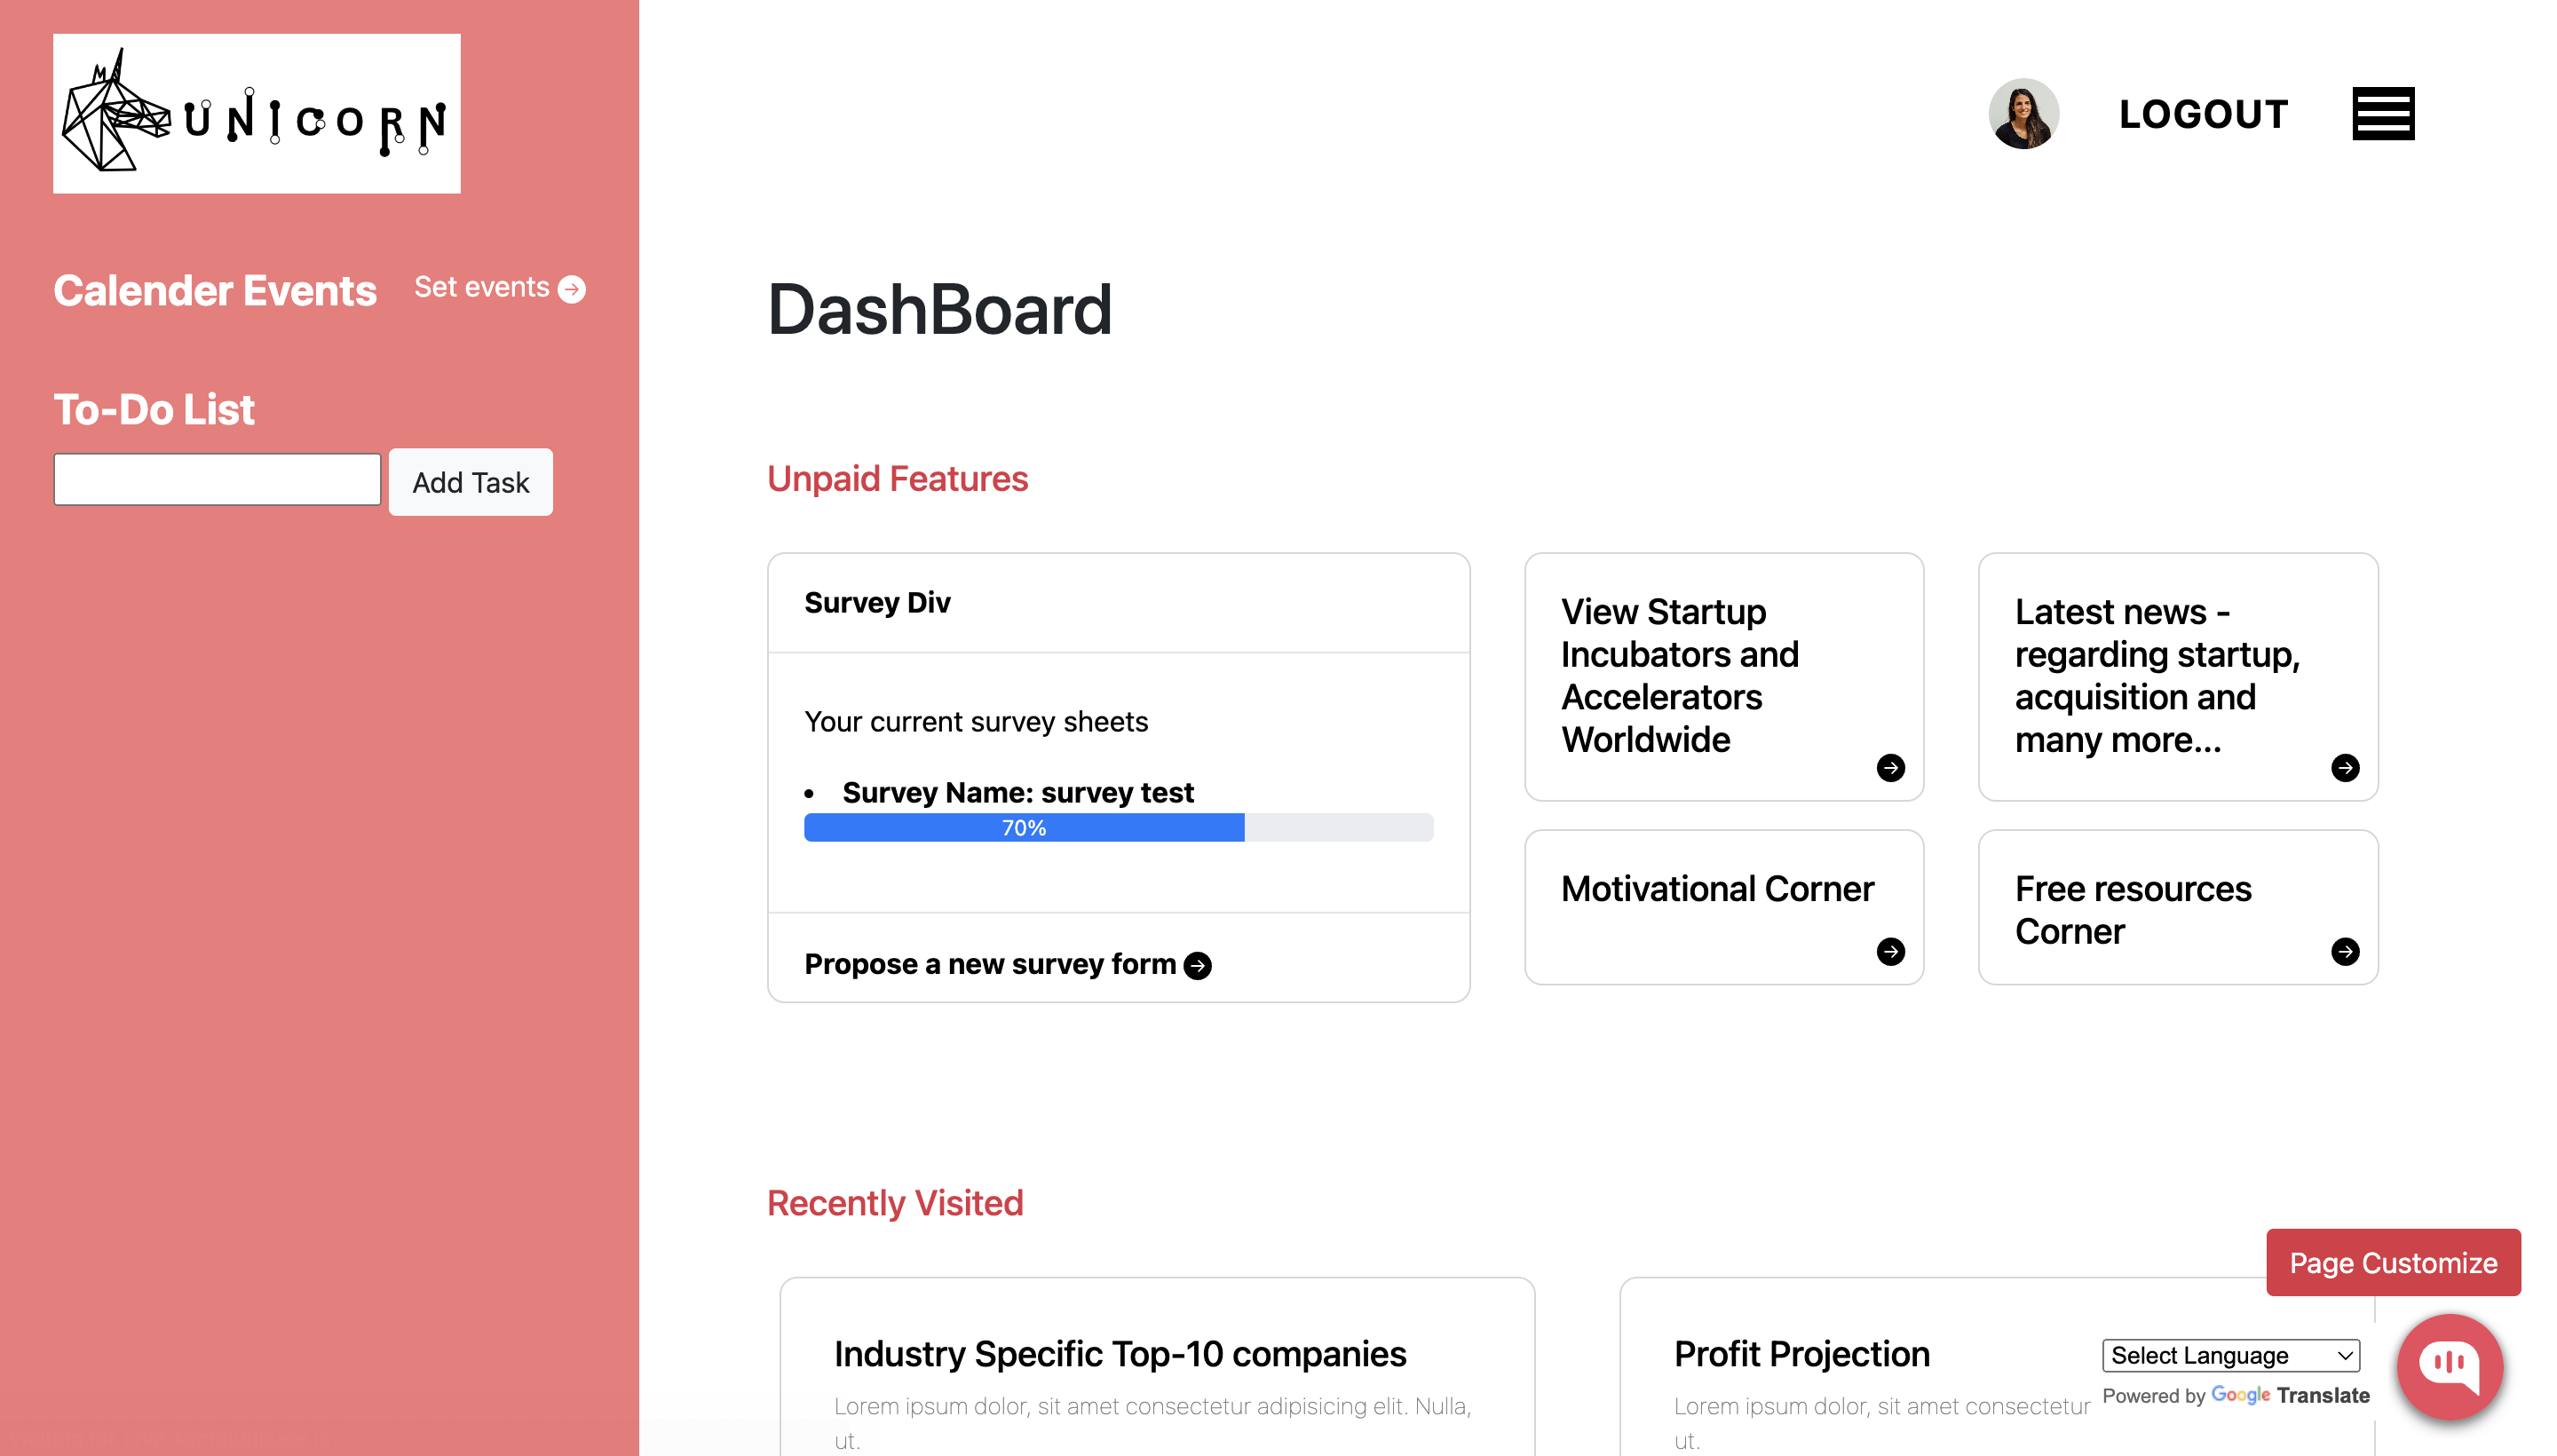 UNICORN
LOGOUT
Calender Events
Set events
To-Do List
Add Task
DashBoard
Unpaid Features
Survey Div
Your current survey sheets
• Survey Name: survey test
70%
Propose a new survey form
View Startup
Incubators and
Accelerators
Worldwide
Latest news -
regarding startup,
acquisition and
many more...
Motivational Corner
Free resources
Corner
Recently Visited
Page Customize
Industry Specific Top-10 companies
Lorem ipsum dolor, sit amet consectetur adipisicing elit. Nulla,
ut.
Profit Projection
Lorem ipsum dolor, sit amet consectetur
ut.
Select Language
Powered by Google Translate